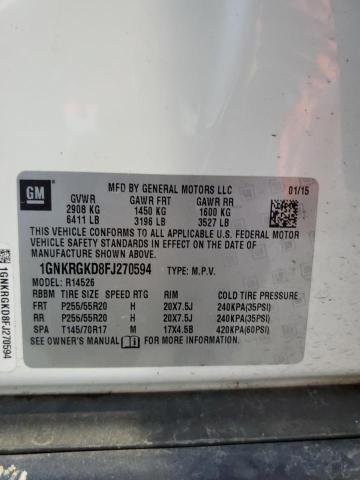 GM
MFD BY GENERAL MOTORS LLC 01/15
GVWR GAWR FRT GAWR RR
2908 KG 1450 KG 1600 KG
6411 LB 3196 LB 3527 LB
THIS VEHICLE CONFORMS TO ALL APPLICABLE U.S. FEDERAL MOTOR
VEHICLE SAFETY STANDARDS IN EFFECT ON THE DATE OF
MANUFACTURE SHOWN ABOVE.
1GNKRGKD8FJ270594 TYPE: M.P.V.
MODEL: R14526
RBBM TIRE SIZE SPEED RTG RIM COLD TIRE PRESSURE
FRT P255/55R20 H 20X7.5J 240KPA(35PSI)
RR P255/55R20 H 20X7.5J 240KPA(35PSI)
SPA T145/70R17 M 17X4.5B 420KPA(60PSI)
SEE OWNER'S MANUAL FOR MORE INFORMATION.
1GNKRGKD8FJ270594